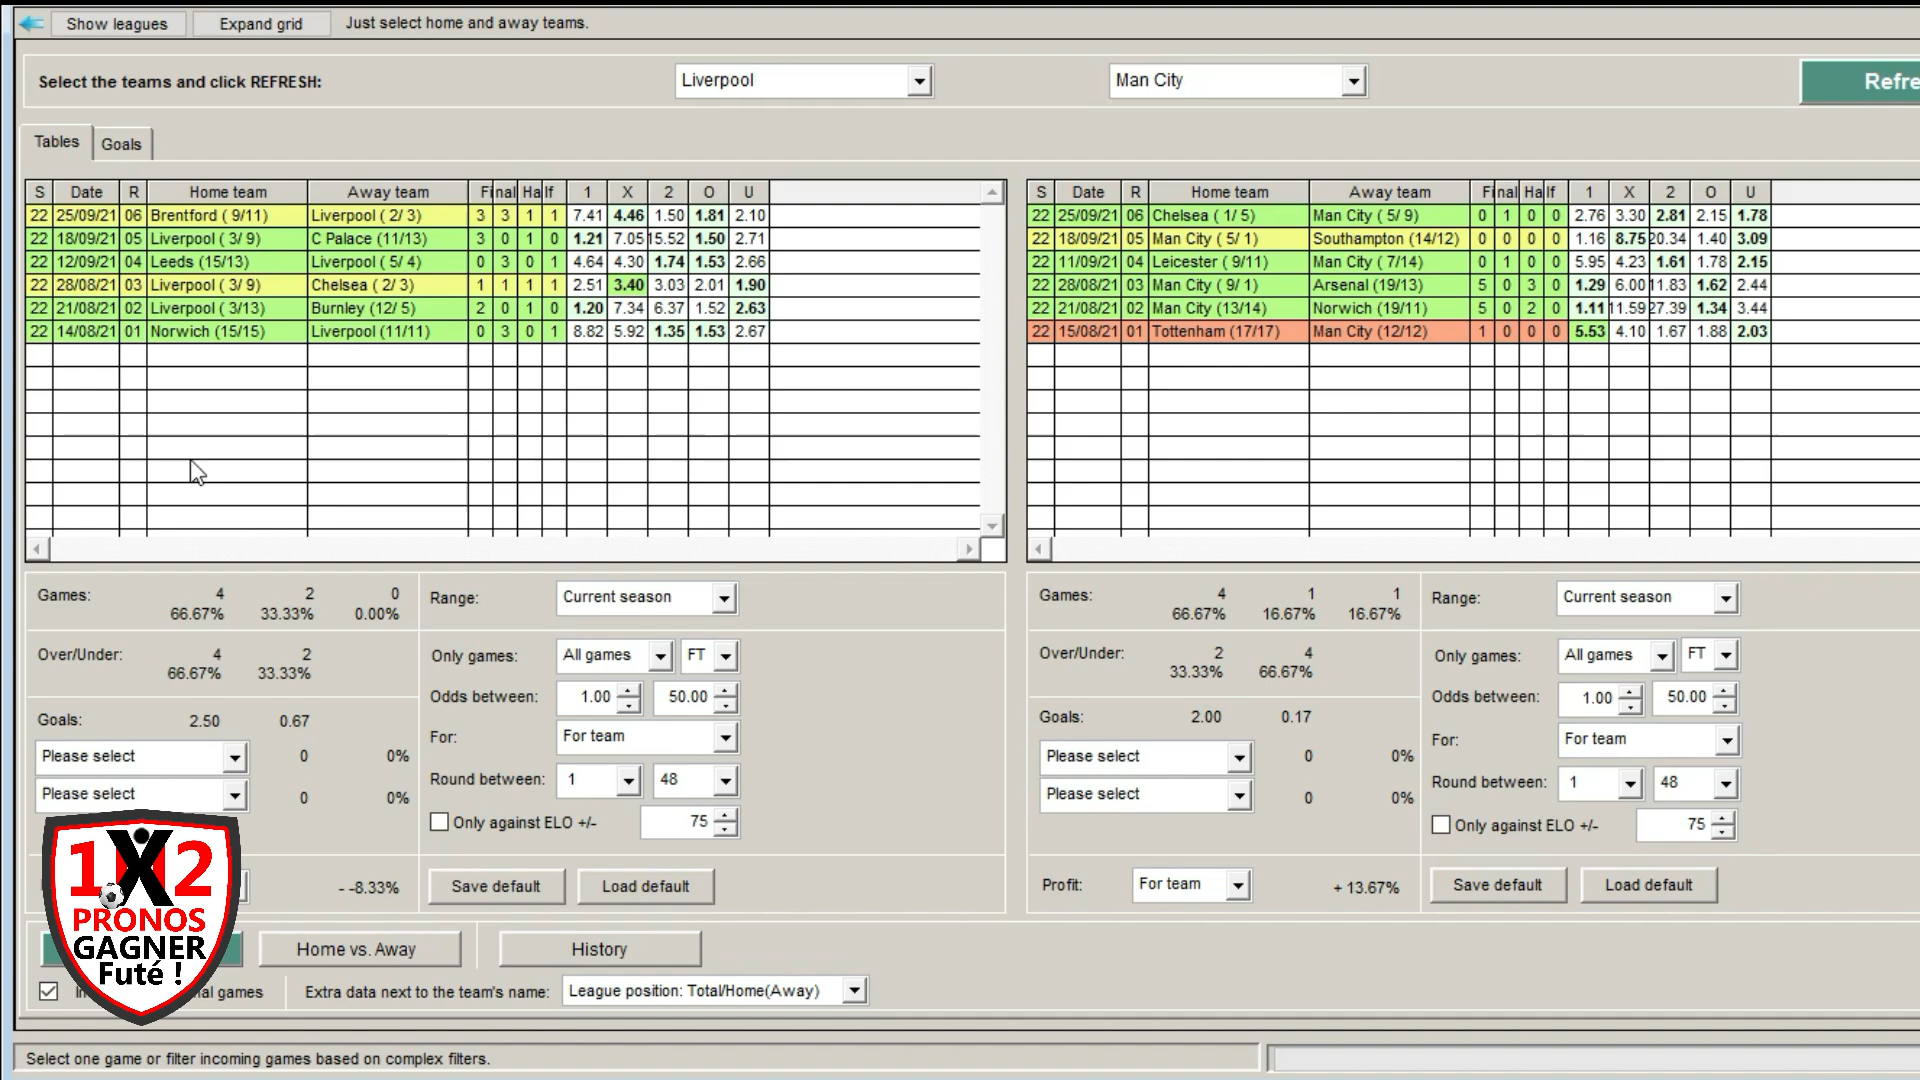 Show leagues Expand grid Just select home and away teams.
Select the teams and click REFRESH: Liverpool Man City Refre
Tables Goals
S Date R Home team Away team Final Half 1 X 2 O U
22 25/09/21 06 Brentford ( 9/11) Liverpool ( 2/ 3) 3 3 1 1 7.41 4.46 1.50 1.81 2.10
22 18/09/21 05 Liverpool ( 3/ 9) C Palace (11/13) 3 0 1 0 1.21 7.05 15.52 1.50 2.71
22 12/09/21 04 Leeds (15/13) Liverpool ( 5/ 4) 0 3 0 1 4.64 4.30 1.74 1.53 2.66
22 28/08/21 03 Liverpool ( 3/ 9) Chelsea ( 2/ 3) 1 1 1 1 2.51 3.40 3.03 2.01 1.90
22 21/08/21 02 Liverpool ( 3/13) Burnley (12/ 5) 2 0 1 0 1.20 7.34 6.37 1.52 2.63
22 14/08/21 01 Norwich (15/15) Liverpool (11/11) 0 3 0 1 8.82 5.92 1.35 1.53 2.67
S Date R Home team Away team Final Half 1 X 2 O U
22 25/09/21 06 Chelsea ( 1/ 5) Man City ( 5/ 9) 0 1 0 0 2.76 3.30 2.81 2.15 1.78
22 18/09/21 05 Man City ( 5/ 1) Southampton (14/12) 0 0 0 0 1.16 8.75 20.34 1.40 3.09
22 11/09/21 04 Leicester ( 9/11) Man City ( 7/14) 0 1 0 0 5.95 4.23 1.61 1.78 2.15
22 28/08/21 03 Man City ( 9/ 1) Arsenal (19/13) 5 0 3 0 1.29 6.00 11.83 1.62 2.44
22 21/08/21 02 Man City (13/14) Norwich (19/11) 5 0 2 0 1.11 11.59 27.39 1.34 3.44
22 15/08/21 01 Tottenham (17/17) Man City (12/12) 1 0 0 0 5.53 4.10 1.67 1.88 2.03
Games: 4 2 0
66.67% 33.33% 0.00%
Over/Under: 4 2
66.67% 33.33%
Goals: 2.50 0.67
Please select 0 0%
Please select 0 0%
- -8.33%
Range: Current season
Only games: All games FT
Odds between: 1.00 50.00
For: For team
Round between: 1 48
Only against ELO +/- 75
Save default Load default
Games: 4 1 1
66.67% 16.67% 16.67%
Over/Under: 2 4
33.33% 66.67%
Goals: 2.00 0.17
Please select 0 0%
Please select 0 0%
Profit: For team + 13.67%
Range: Current season
Only games: All games FT
Odds between: 1.00 50.00
For: For team
Round between: 1 48
Only against ELO +/- 75
Save default Load default
Home vs. Away History
games Extra data next to the team's name: League position: Total/Home(Away)
1X2
PRONOS
GAGNER
Futé !
Select one game or filter incoming games based on complex filters.